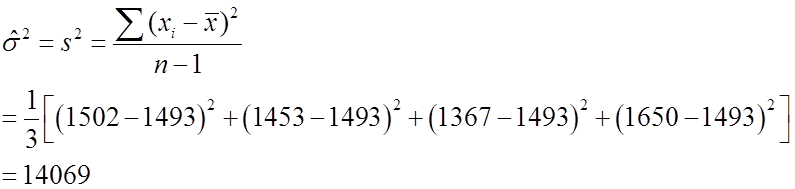 σ̂² = s² = ∑(xᵢ − x̄)² / n − 1
= 1/3 [(1502 − 1493)² + (1453 − 1493)² + (1367 − 1493)² + (1650 − 1493)²]
= 14069